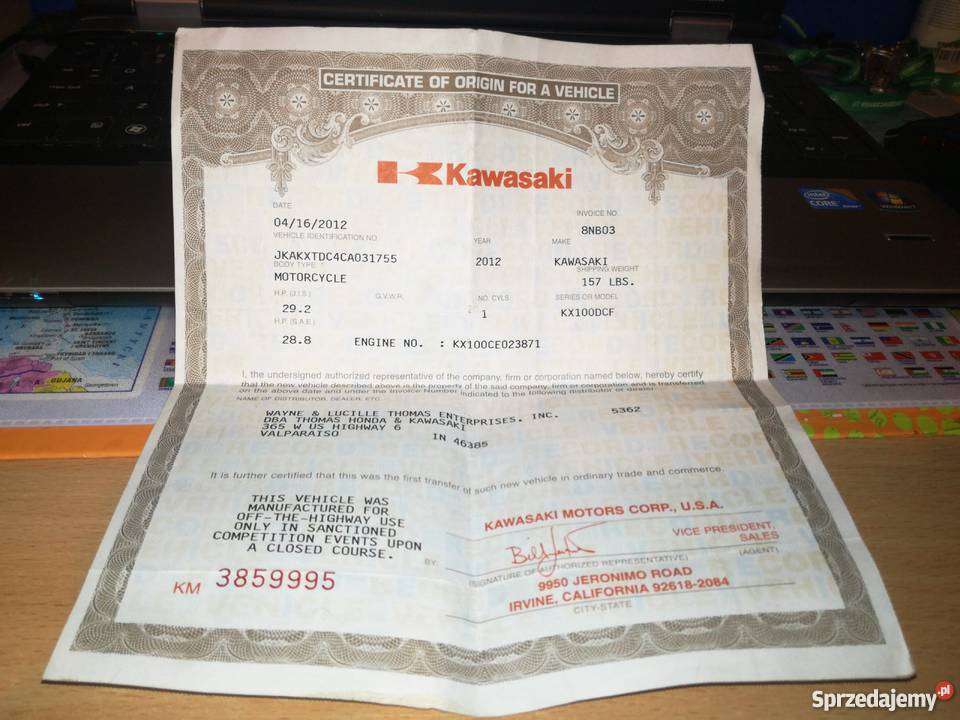 CERTIFICATE OF ORIGIN FOR A VEHICLE
Kawasaki
DATE
04/16/2012
INVOICE NO.
8NB03
VEHICLE IDENTIFICATION NO.
YEAR
MAKE
JKAKXTDC4CA031755
2012
KAWASAKI
BODY TYPE
SHIPPING WEIGHT
MOTORCYCLE
157 LBS.
H.P. (J.I.S.)
G.V.W.R.
NO. CYLS.
SERIES OR MODEL
29.2
1
KX100DCF
H.P. (S.A.E.)
28.8
ENGINE NO. : KX100CE023871
I, the undersigned authorized representative of the company, firm or corporation named below, hereby certify
that the new vehicle described above is the property of the said company, firm or corporation and is transferred
on the above date and under the Invoice Number indicated to the following distributor or dealer.
NAME OF DISTRIBUTOR, DEALER, ETC.
WAYNE & LUCILLE THOMAS ENTERPRISES, INC. 5362
DBA THOMAS HONDA & KAWASAKI
365 W US HIGHWAY 6
VALPARAISO IN 46385
It is further certified that this was the first transfer of such new vehicle in ordinary trade and commerce.
THIS VEHICLE WAS
MANUFACTURED FOR
OFF-THE-HIGHWAY USE
ONLY IN SANCTIONED
COMPETITION EVENTS UPON
A CLOSED COURSE.
KAWASAKI MOTORS CORP., U.S.A.
VICE PRESIDENT,
SALES
BY:
(SIGNATURE OF AUTHORIZED REPRESENTATIVE) (AGENT)
9950 JERONIMO ROAD
IRVINE, CALIFORNIA 92618-2084
CITY-STATE
KM 3859995
intel
CORE
Windows
GUJANA
Georgetown
Port of Spain
Sprzedajemy.pl